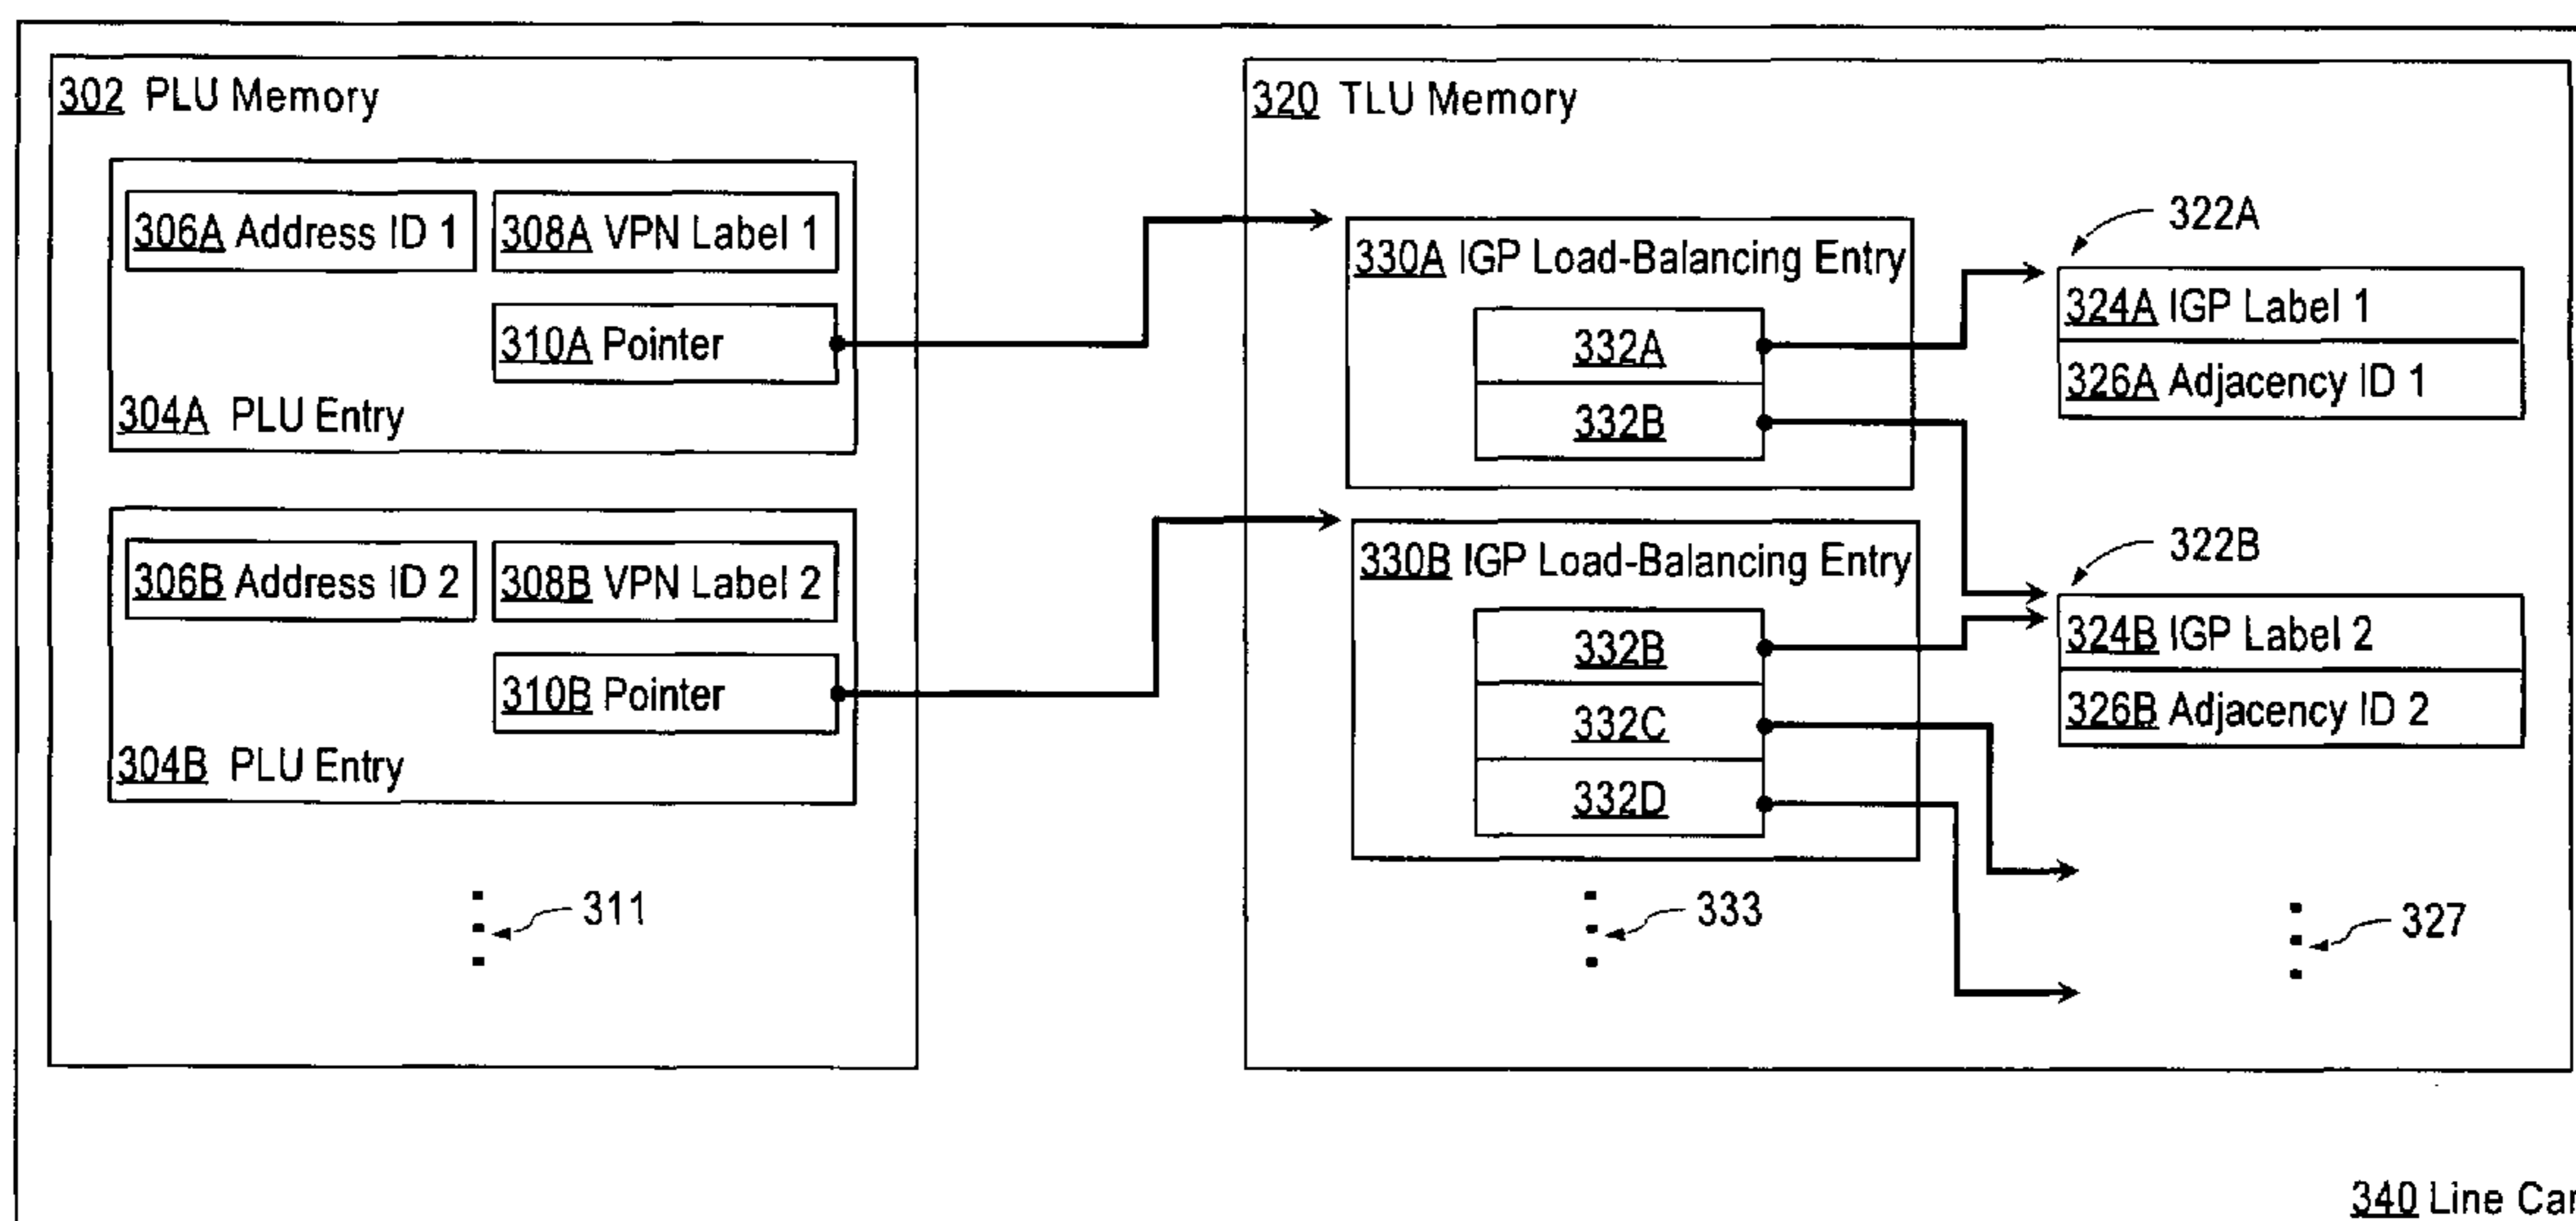 302 PLU Memory
306A Address ID 1
308A VPN Label 1
310A Pointer
304A PLU Entry
306B Address ID 2
308B VPN Label 2
310B Pointer
304B PLU Entry
311
320 TLU Memory
330A IGP Load-Balancing Entry
332A
332B
330B IGP Load-Balancing Entry
332B
332C
332D
333
322A
324A IGP Label 1
326A Adjacency ID 1
322B
324B IGP Label 2
326B Adjacency ID 2
327
340 Line Car